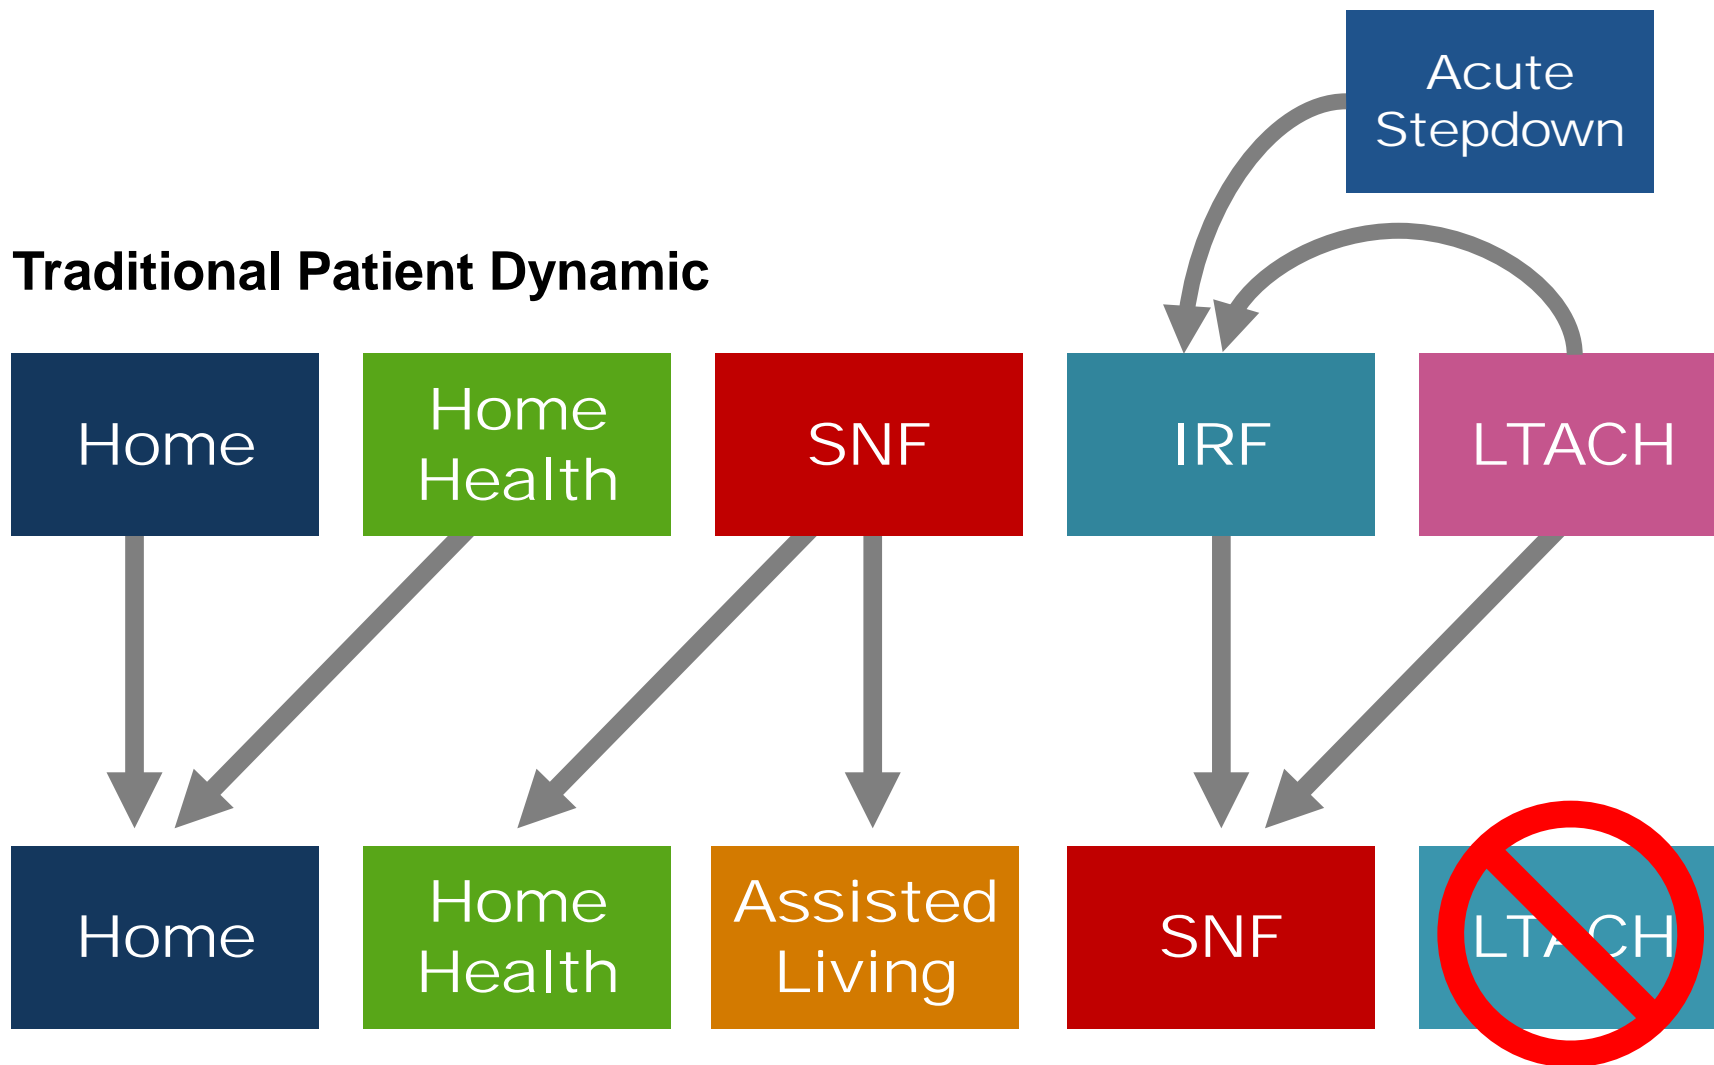 Acute
Stepdown
Traditional Patient Dynamic
Home
Home
Health
SNF
IRF
LTACH
Home
Home
Health
Assisted
Living
SNF
LTACH